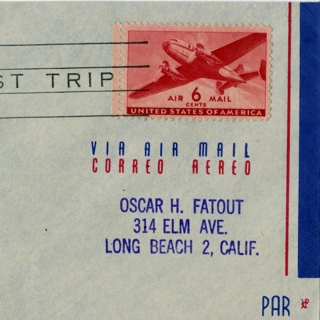 ST TRIP
AIR 6 MAIL
CENTS
UNITED STATES OF AMERICA
VIA AIR MAIL
CORREO AEREO
OSCAR H. FATOUT
314 ELM AVE.
LONG BEACH 2, CALIF.
PAR